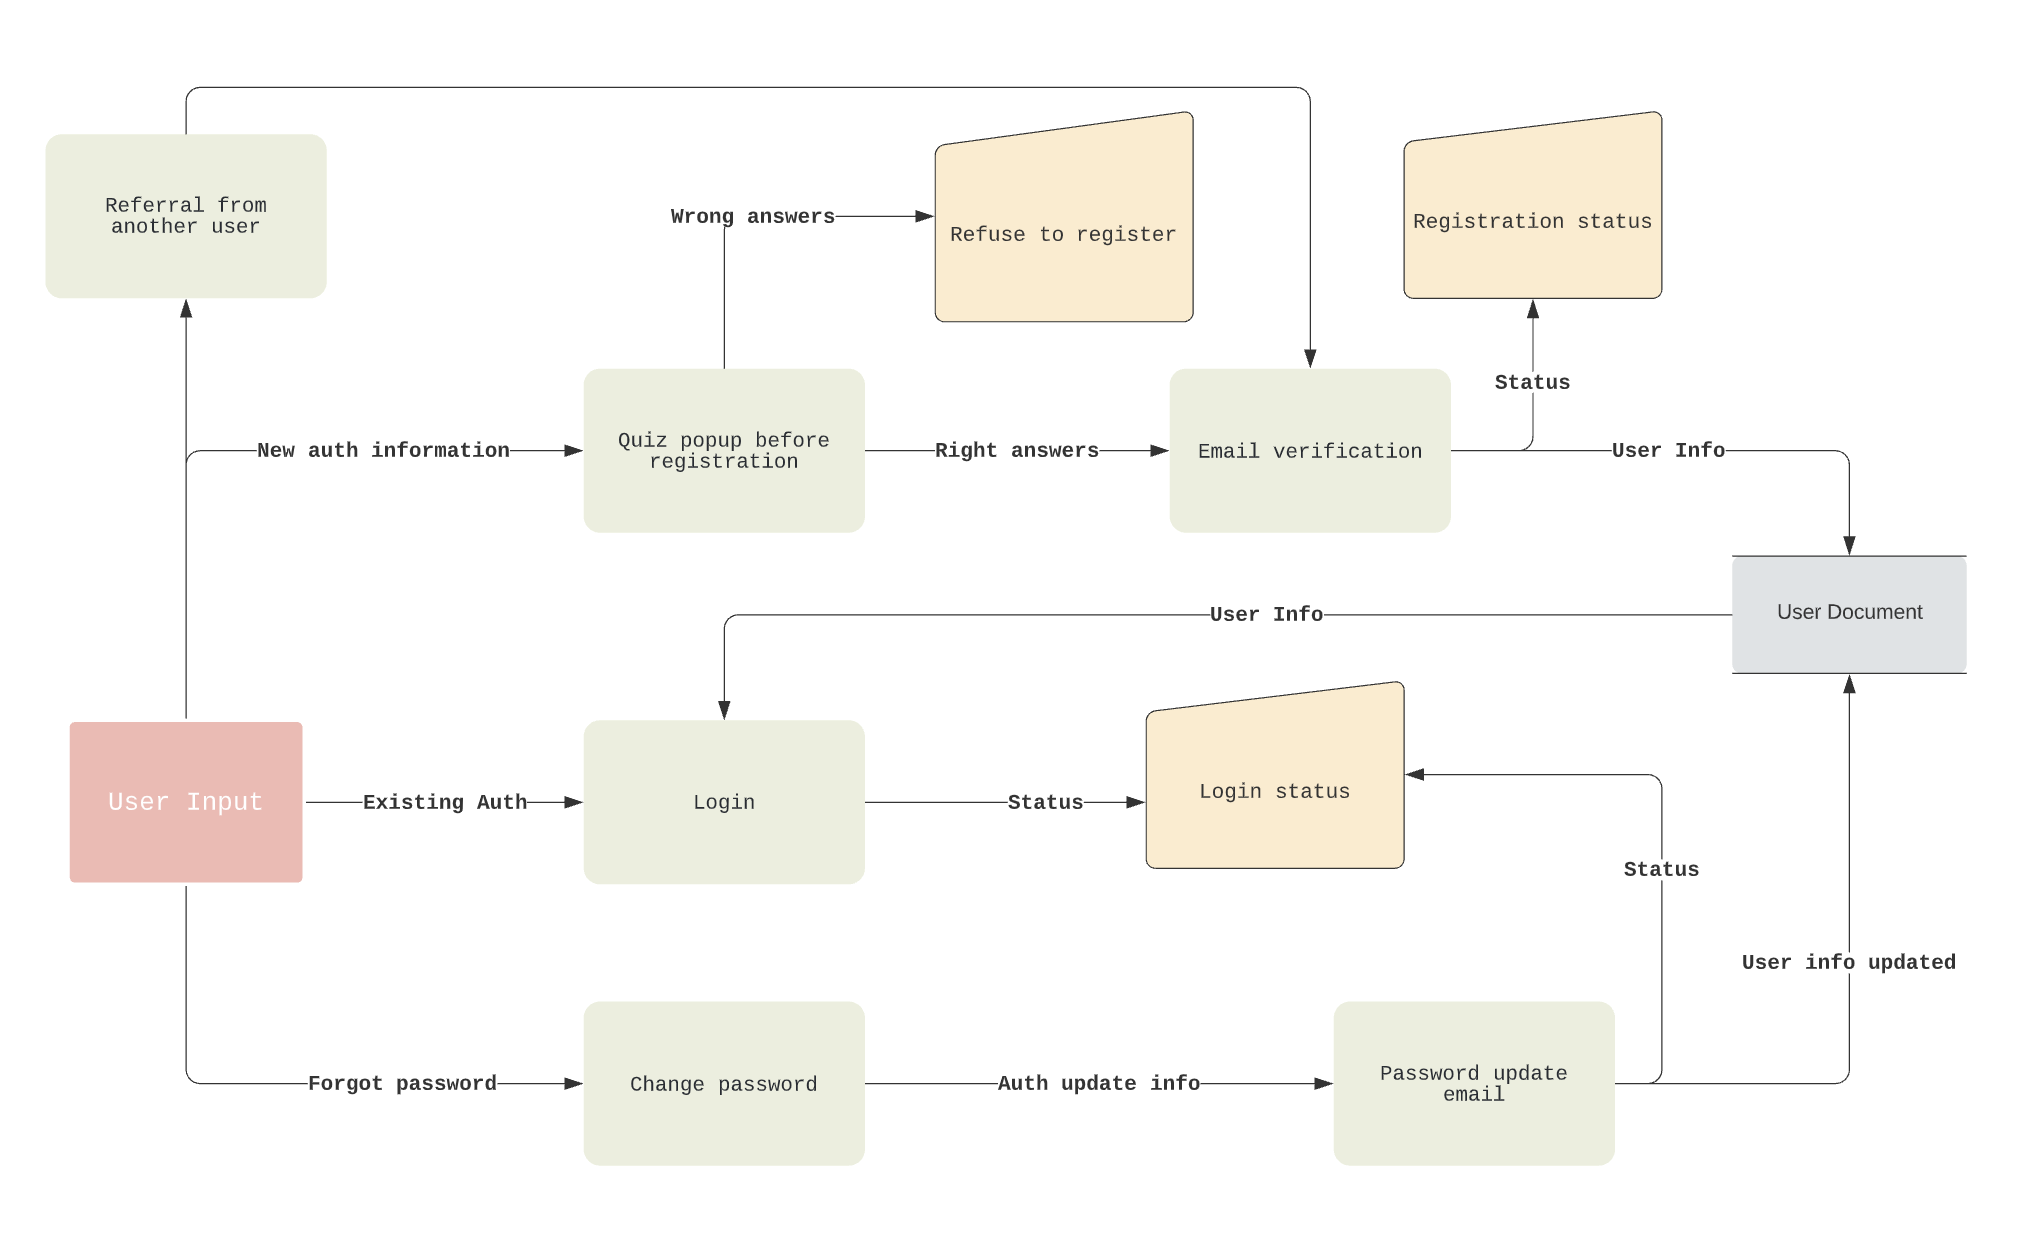 Referral from
another user
Wrong answers
Refuse to register
Registration status
Status
New auth information
Quiz popup before
registration
Right answers
Email verification
User Info
User Info
User Document
User Input
Existing Auth
Login
Status
Login status
Status
User info updated
Forgot password
Change password
Auth update info
Password update
email